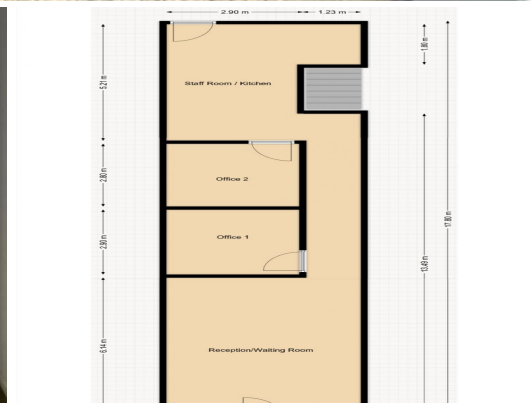 2.90 m
1.23 m
1.80 m
5.21 m
Staff Room / Kitchen
Office 2
2.80 m
Office 1
2.90 m
17.80 m
13.49 m
6.14 m
Reception/Waiting Room